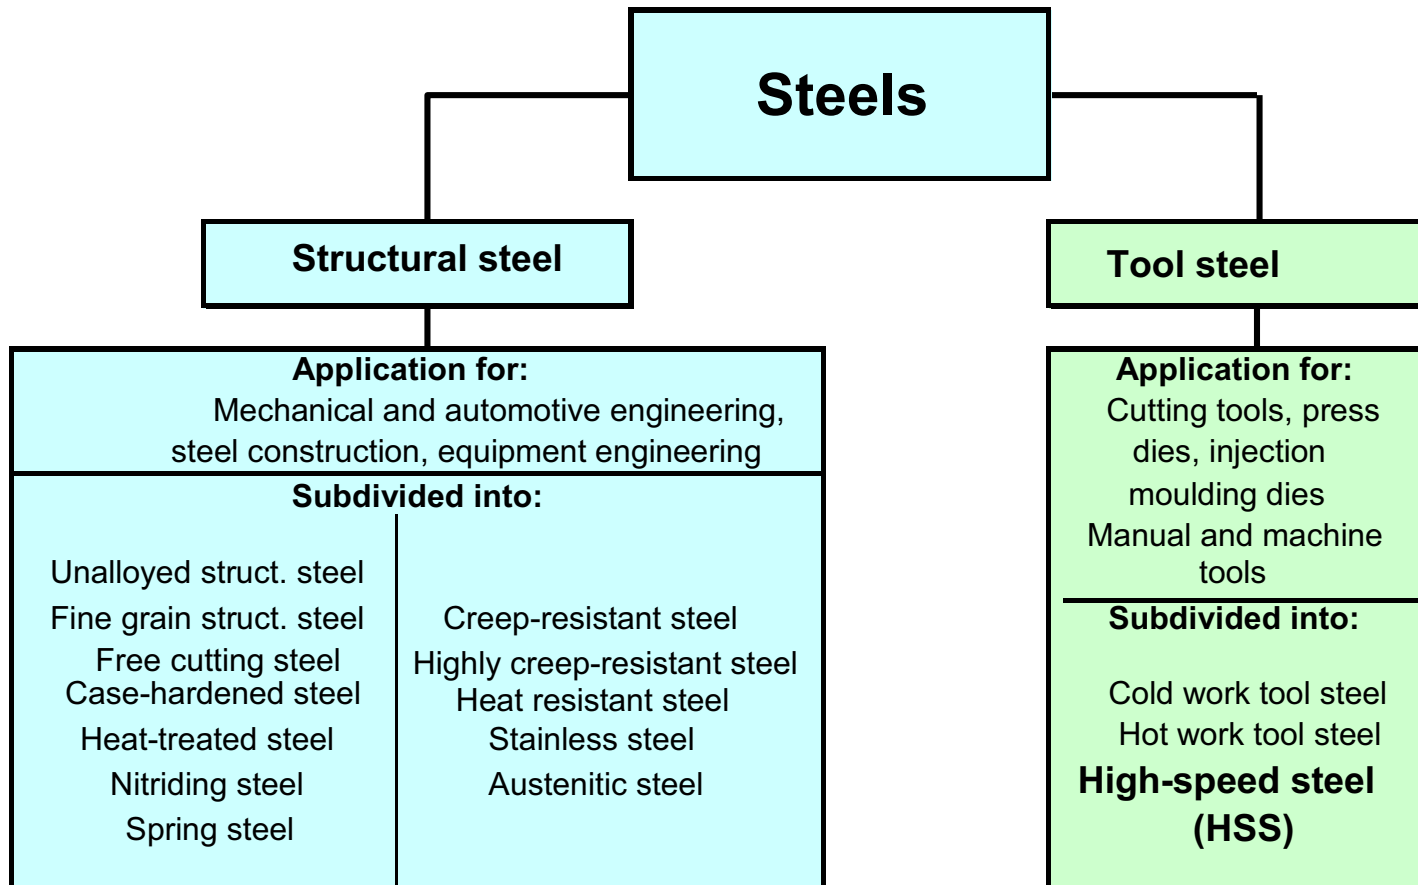 Steels
Structural steel
Application for:
Mechanical and automotive engineering,
steel construction, equipment engineering
Subdivided into:
Unalloyed struct. steel
Fine grain struct. steel
Free cutting steel
Case-hardened steel
Heat-treated steel
Nitriding steel
Spring steel
Creep-resistant steel
Highly creep-resistant steel
Heat resistant steel
Stainless steel
Austenitic steel
Tool steel
Application for:
Cutting tools, press
dies, injection
moulding dies
Manual and machine
tools
Subdivided into:
Cold work tool steel
Hot work tool steel
High-speed steel
(HSS)